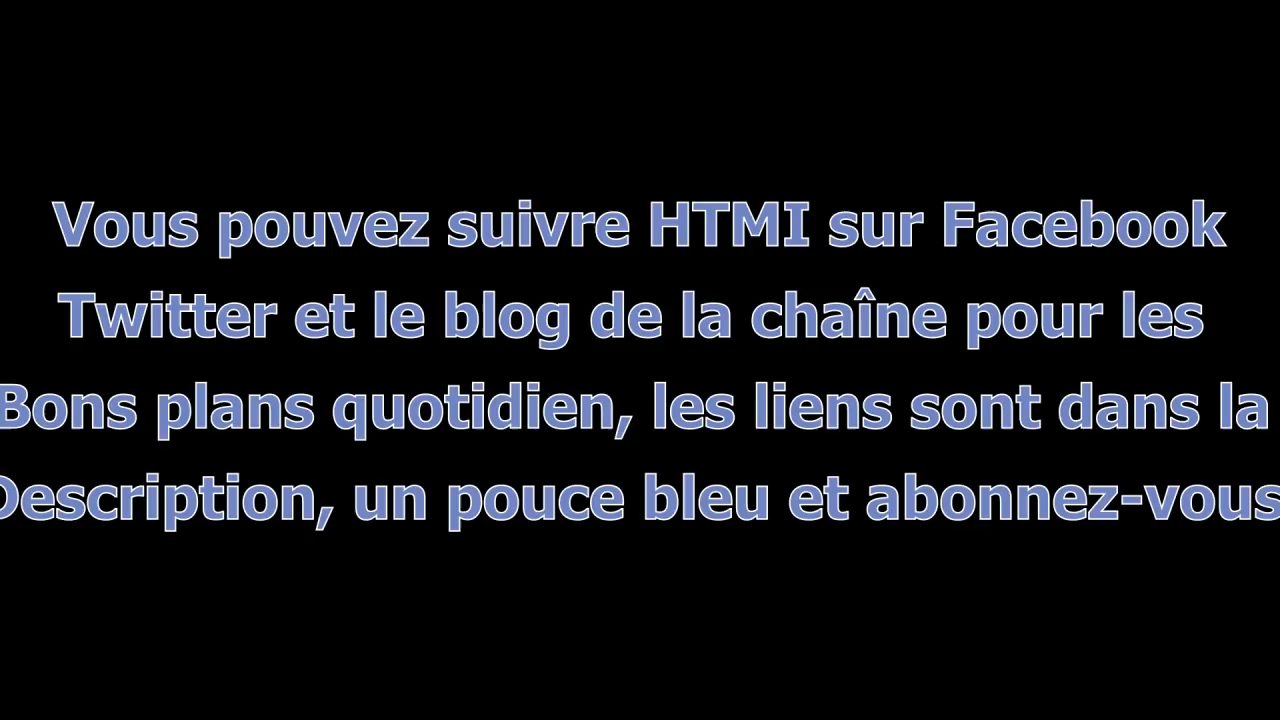 Vous pouvez suivre HTMI sur Facebook
Twitter et le blog de la chaîne pour les
Bons plans quotidien, les liens sont dans la
Description, un pouce bleu et abonnez-vous